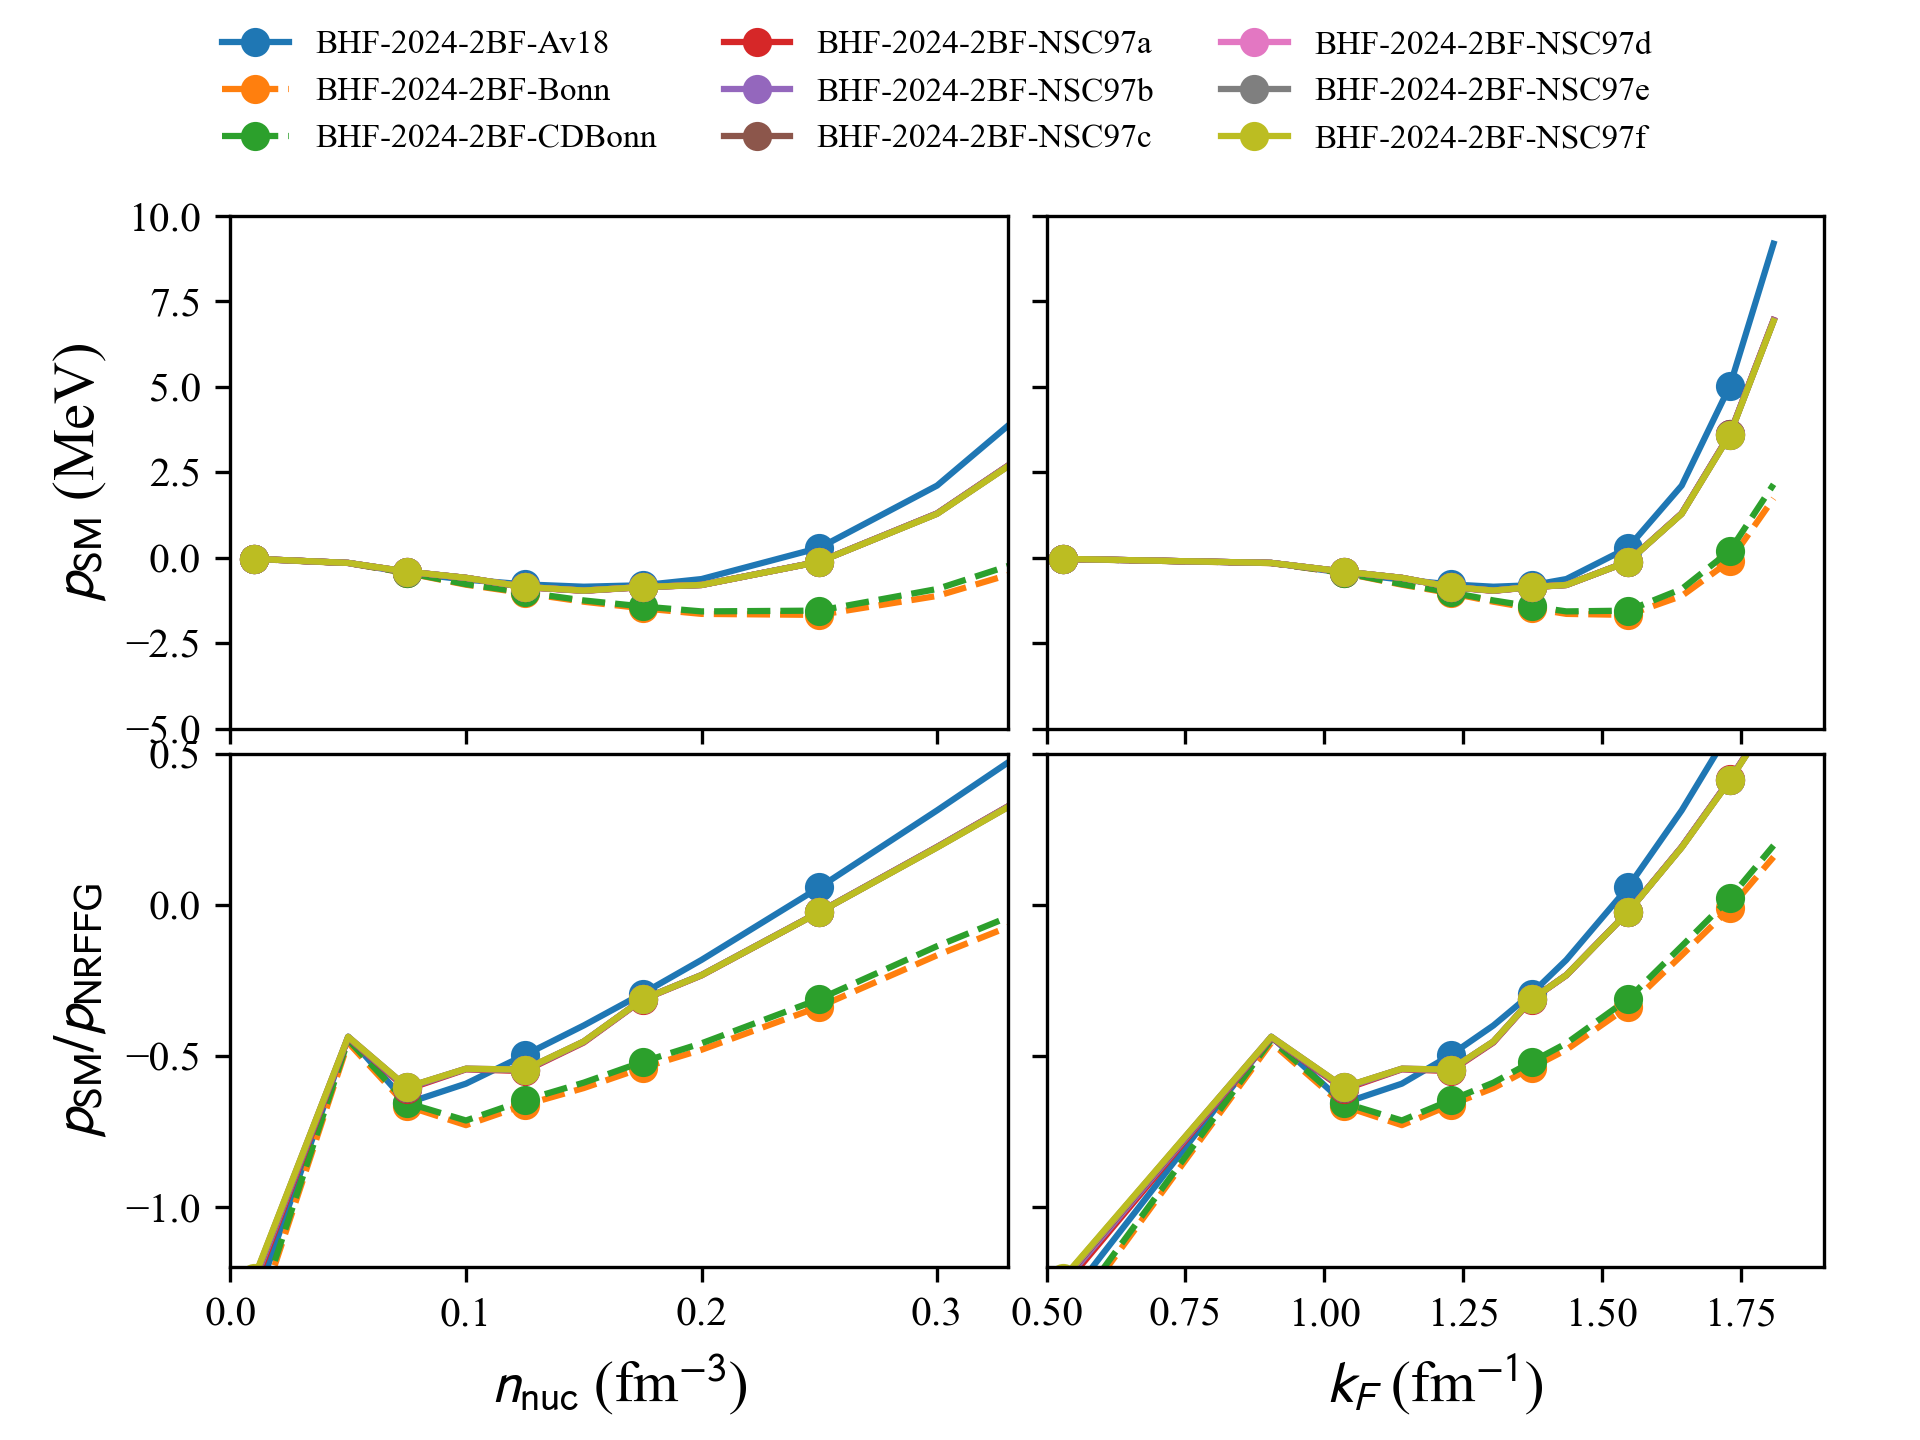 BHF-2024-2BF-Av18
BHF-2024-2BF-Bonn
BHF-2024-2BF-CDBonn
BHF-2024-2BF-NSC97a
BHF-2024-2BF-NSC97b
BHF-2024-2BF-NSC97c
BHF-2024-2BF-NSC97d
BHF-2024-2BF-NSC97e
BHF-2024-2BF-NSC97f
p_SM (MeV)
10.0
7.5
5.0
2.5
0.0
−2.5
−5.0
p_SM/p_NRFFG
0.5
0.0
−0.5
−1.0
0.0 0.1 0.2 0.3
n_nuc (fm⁻³)
0.50 0.75 1.00 1.25 1.50 1.75
k_F (fm⁻¹)